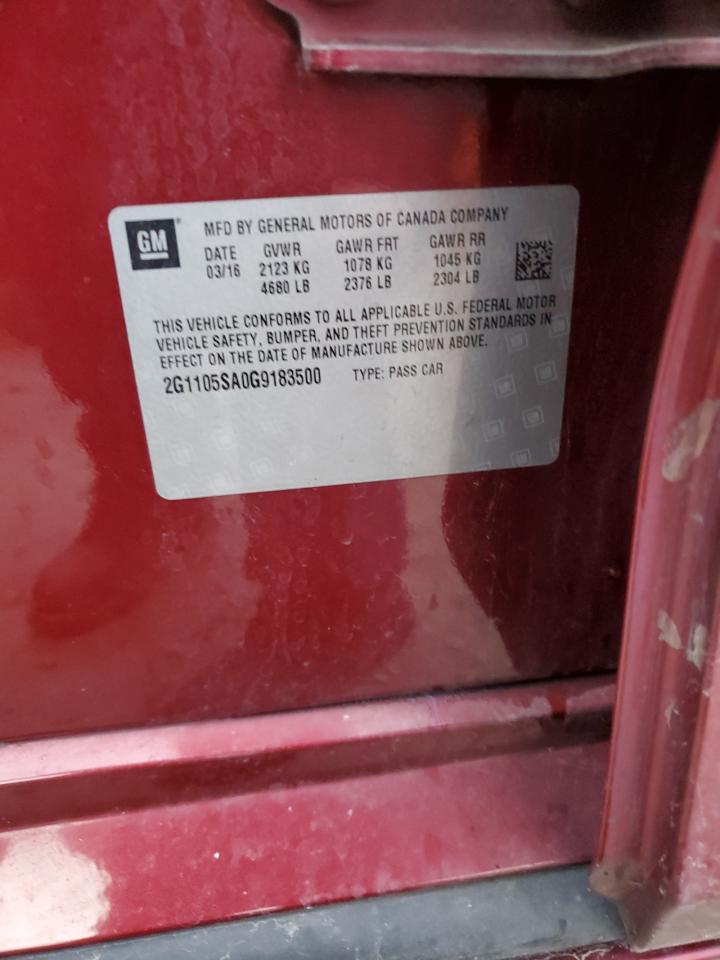 GM
MFD BY GENERAL MOTORS OF CANADA COMPANY
DATE GVWR GAWR FRT GAWR RR
03/16 2123 KG 1078 KG 1045 KG
4680 LB 2376 LB 2304 LB
THIS VEHICLE CONFORMS TO ALL APPLICABLE U.S. FEDERAL MOTOR
VEHICLE SAFETY, BUMPER, AND THEFT PREVENTION STANDARDS IN
EFFECT ON THE DATE OF MANUFACTURE SHOWN ABOVE.
2G1105SA0G9183500 TYPE: PASS CAR